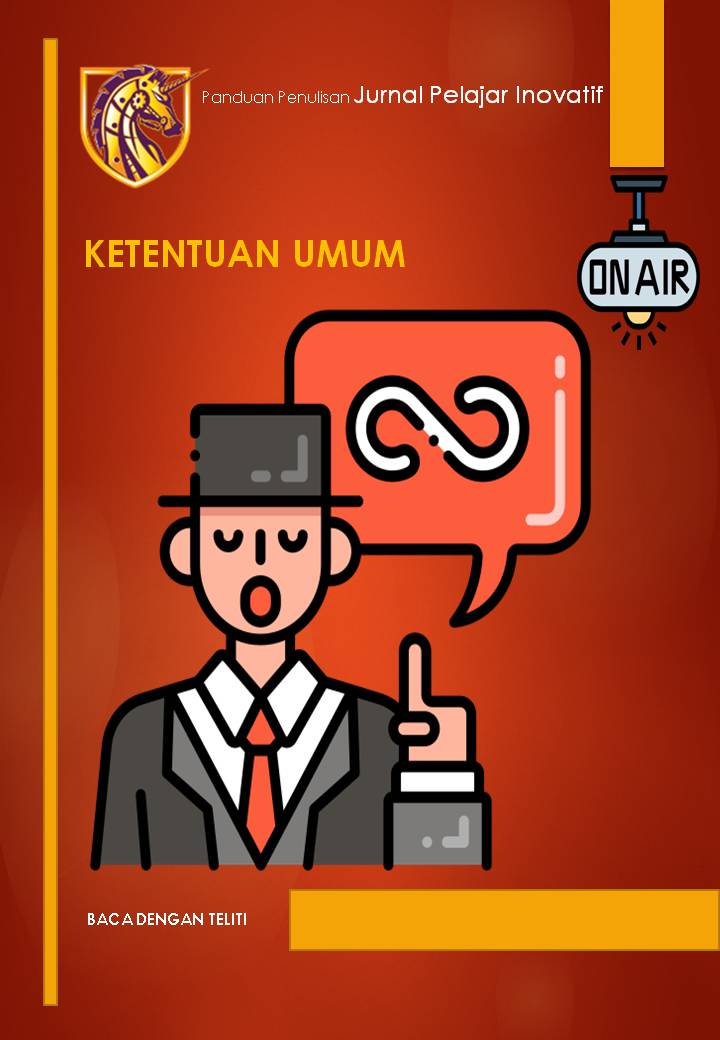 Panduan Penulisan Jurnal Pelajar Inovatif
KETENTUAN UMUM
ON AIR
BACA DENGAN TELITI